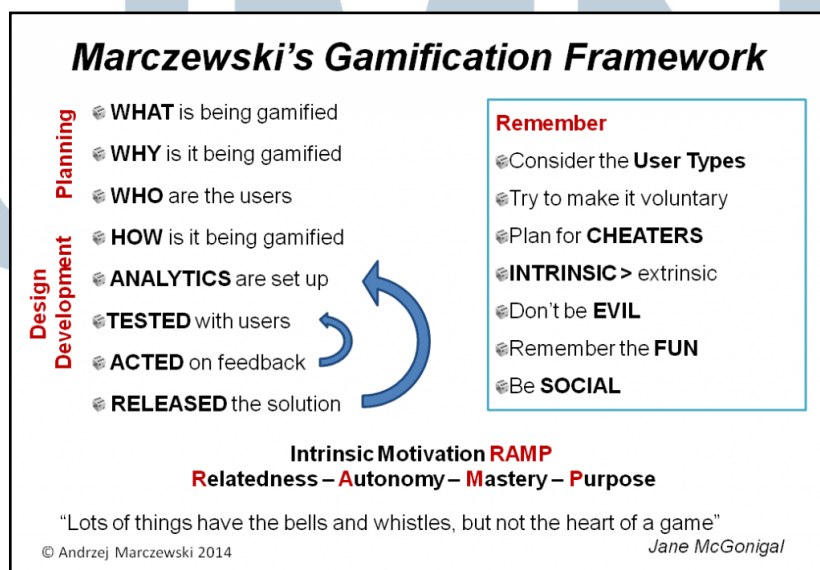 Marczewski's Gamification Framework
Planning
WHAT is being gamified
WHY is it being gamified
WHO are the users
Design
Development
HOW is it being gamified
ANALYTICS are set up
TESTED with users
ACTED on feedback
RELEASED the solution
Remember
Consider the User Types
Try to make it voluntary
Plan for CHEATERS
INTRINSIC > extrinsic
Don't be EVIL
Remember the FUN
Be SOCIAL
Intrinsic Motivation RAMP
Relatedness – Autonomy – Mastery – Purpose
“Lots of things have the bells and whistles, but not the heart of a game”
Jane McGonigal
© Andrzej Marczewski 2014